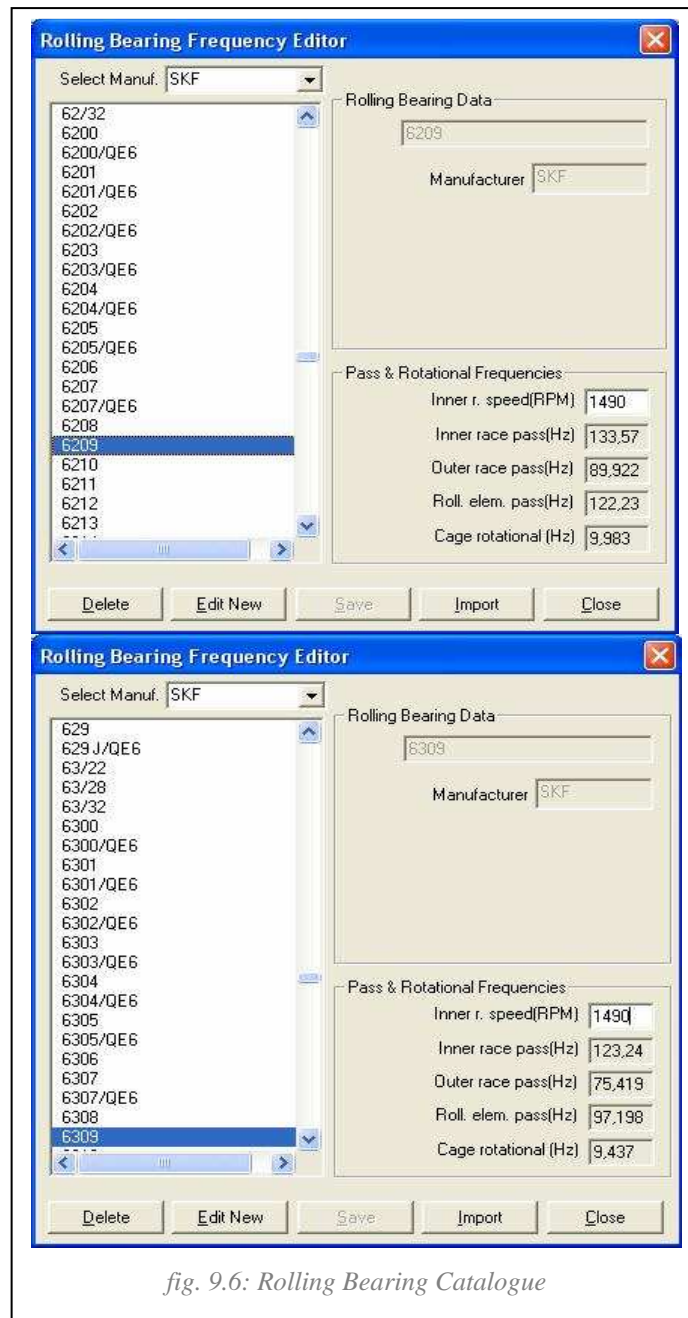 Rolling Bearing Frequency Editor
Select Manuf. SKF
62/32
6200
6200/QE6
6201
6201/QE6
6202
6202/QE6
6203
6203/QE6
6204
6204/QE6
6205
6205/QE6
6206
6207
6207/QE6
6208
6209
6210
6211
6212
6213
Rolling Bearing Data
6209
Manufacturer SKF
Pass & Rotational Frequencies
Inner r. speed(RPM) 1490
Inner race pass(Hz) 133,57
Outer race pass(Hz) 89,922
Roll. elem. pass(Hz) 122,23
Cage rotational (Hz) 9,983
Delete Edit New Save Import Close
Rolling Bearing Frequency Editor
Select Manuf. SKF
629
629 J/QE6
63/22
63/28
63/32
6300
6300/QE6
6301
6301/QE6
6302
6302/QE6
6303
6303/QE6
6304
6304/QE6
6305
6305/QE6
6306
6307
6307/QE6
6308
6309
Rolling Bearing Data
6309
Manufacturer SKF
Pass & Rotational Frequencies
Inner r. speed(RPM) 1490
Inner race pass(Hz) 123,24
Outer race pass(Hz) 75,419
Roll. elem. pass(Hz) 97,198
Cage rotational (Hz) 9,437
Delete Edit New Save Import Close
fig. 9.6: Rolling Bearing Catalogue